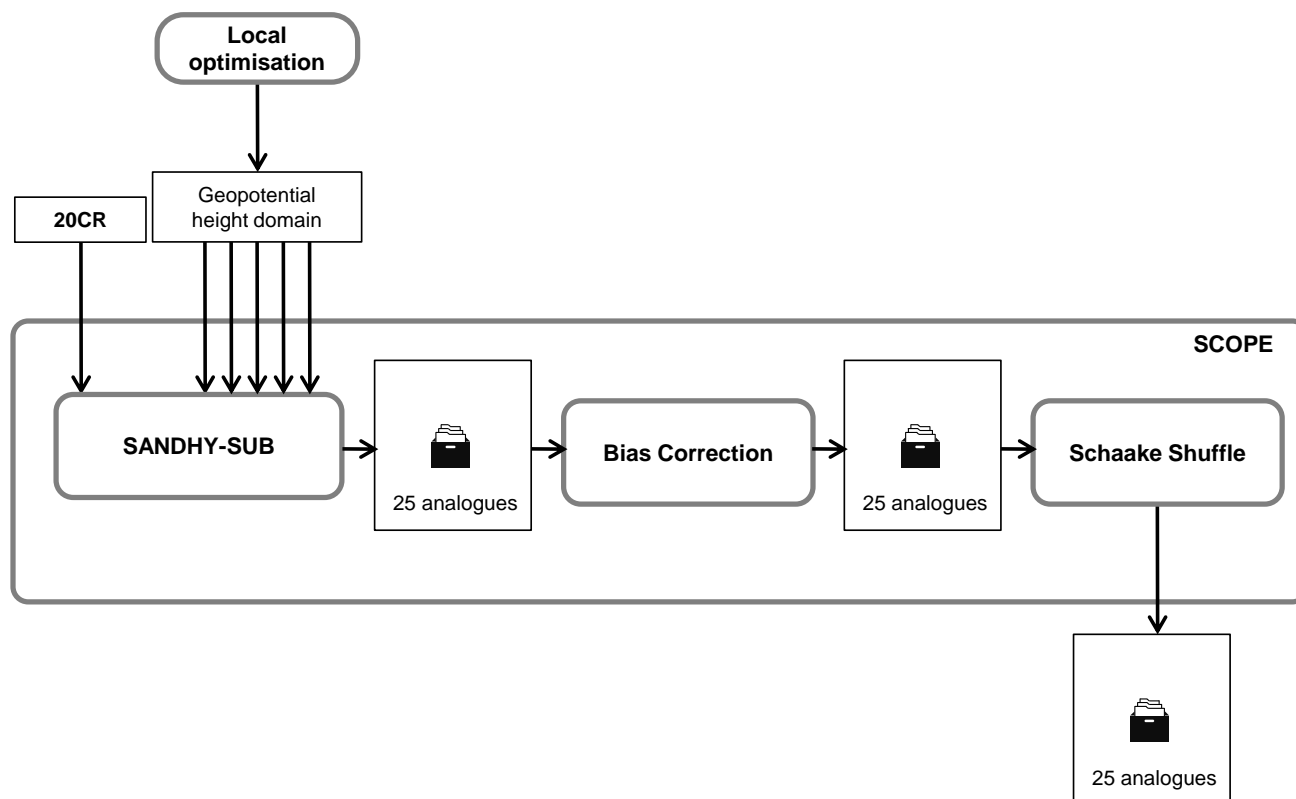 Local
optimisation
Geopotential
height domain
20CR
SCOPE
SANDHY-SUB
25 analogues
Bias Correction
25 analogues
Schaake Shuffle
25 analogues